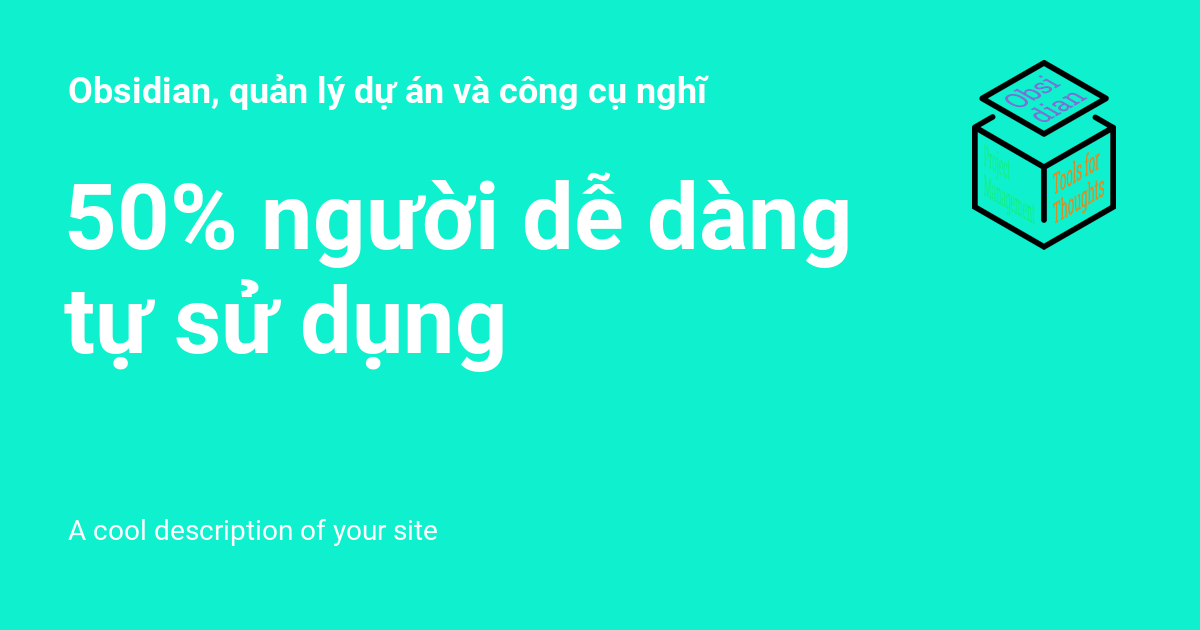 Obsidian, quản lý dự án và công cụ nghĩ
Obsi
dian
Project
Management
Tools for
Thoughts
50% người dễ dàng
tự sử dụng
A cool description of your site